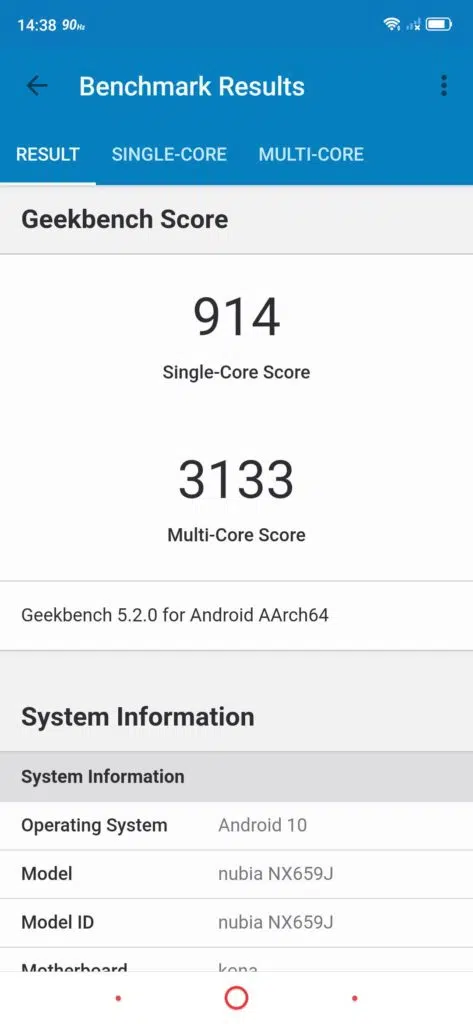 14:38 90Hz
Benchmark Results
RESULT SINGLE-CORE MULTI-CORE
Geekbench Score
914
Single-Core Score
3133
Multi-Core Score
Geekbench 5.2.0 for Android AArch64
System Information
System Information
Operating System Android 10
Model nubia NX659J
Model ID nubia NX659J
Motherboard kona